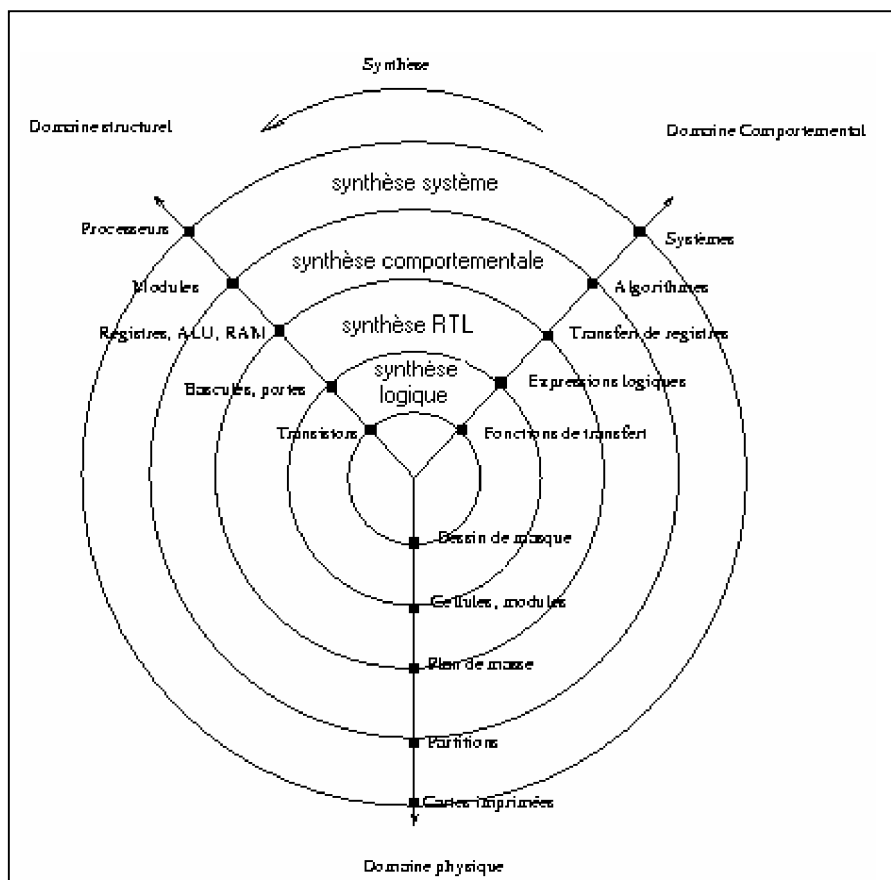 Synthèse
Domaine structurel
Domaine Comportemental
synthèse système
Processeurs
Systèmes
synthèse comportementale
Modules
Algorithmes
synthèse RTL
Registres, ALU, RAM
Transfert de registres
synthèse
logique
Bascules, portes
Expressions logiques
Transistors
Fonctions de transfert
Dessin de masque
Cellules, modules
Plan de masse
Partitions
Cartes imprimées
Domaine physique